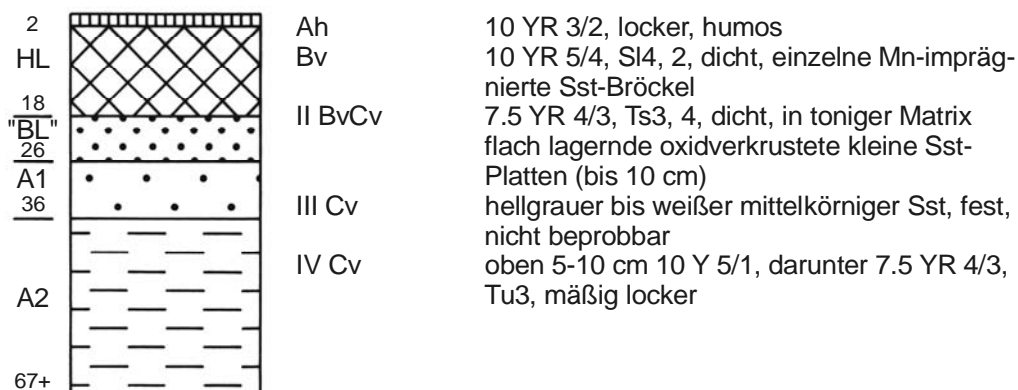 2 Ah 10 YR 3/2, locker, humos
HL Bv 10 YR 5/4, Sl4, 2, dicht, einzelne Mn-impräg-
nierte Sst-Bröckel
18
"BL" II BvCv 7.5 YR 4/3, Ts3, 4, dicht, in toniger Matrix
26 flach lagernde oxidverkrustete kleine Sst-
A1 Platten (bis 10 cm)
36 III Cv hellgrauer bis weißer mittelkörniger Sst, fest,
nicht beprobbar
IV Cv oben 5-10 cm 10 Y 5/1, darunter 7.5 YR 4/3,
A2 Tu3, mäßig locker
67+